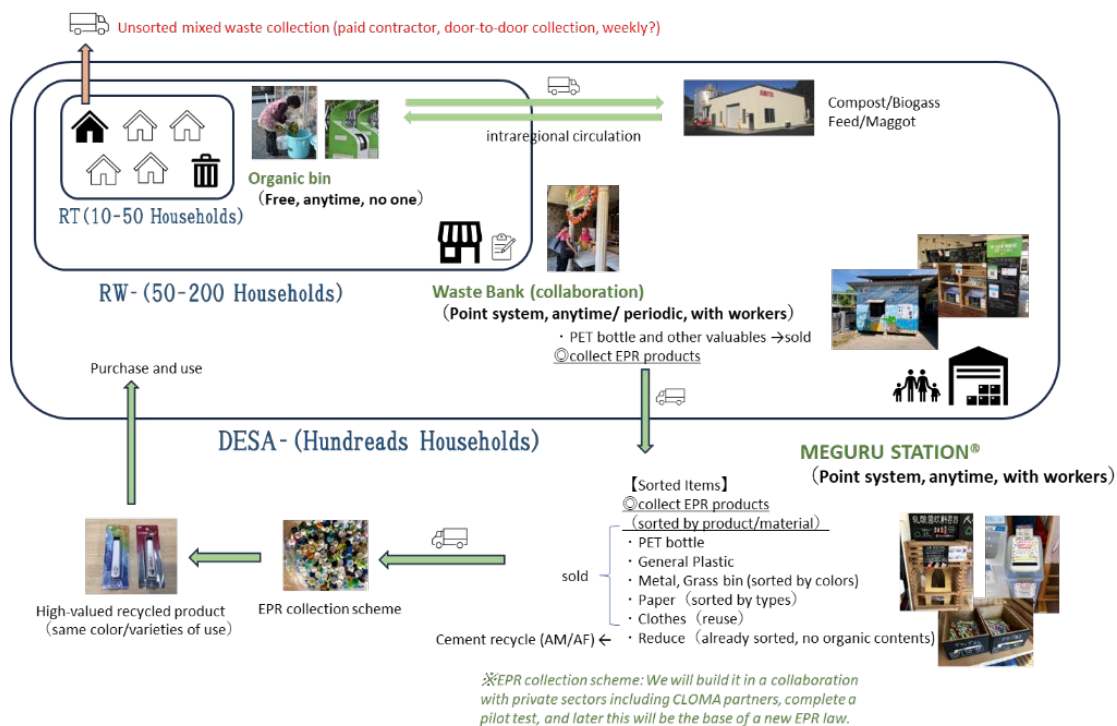 Unsorted mixed waste collection (paid contractor, door-to-door collection, weekly?)
intraregional circulation
Compost/Biogass
Feed/Maggot
Organic bin
（Free, anytime, no one）
RT(10-50 Households)
RW- (50-200 Households)
Waste Bank (collaboration)
（Point system, anytime/ periodic, with workers）
・PET bottle and other valuables →sold
◎collect EPR products
Purchase and use
DESA- (Hundreads Households)
MEGURU STATION®
（Point system, anytime, with workers）
【Sorted Items】
◎collect EPR products
（sorted by product/material）
・PET bottle
・General Plastic
・Metal, Grass bin (sorted by colors)
・Paper（sorted by types）
・Clothes（reuse）
・Reduce（already sorted, no organic contents）
sold
Cement recycle (AM/AF) ←
EPR collection scheme
High-valued recycled product
（same color/varieties of use）
※EPR collection scheme: We will build it in a collaboration
with private sectors including CLOMA partners, complete a
pilot test, and later this will be the base of a new EPR law.